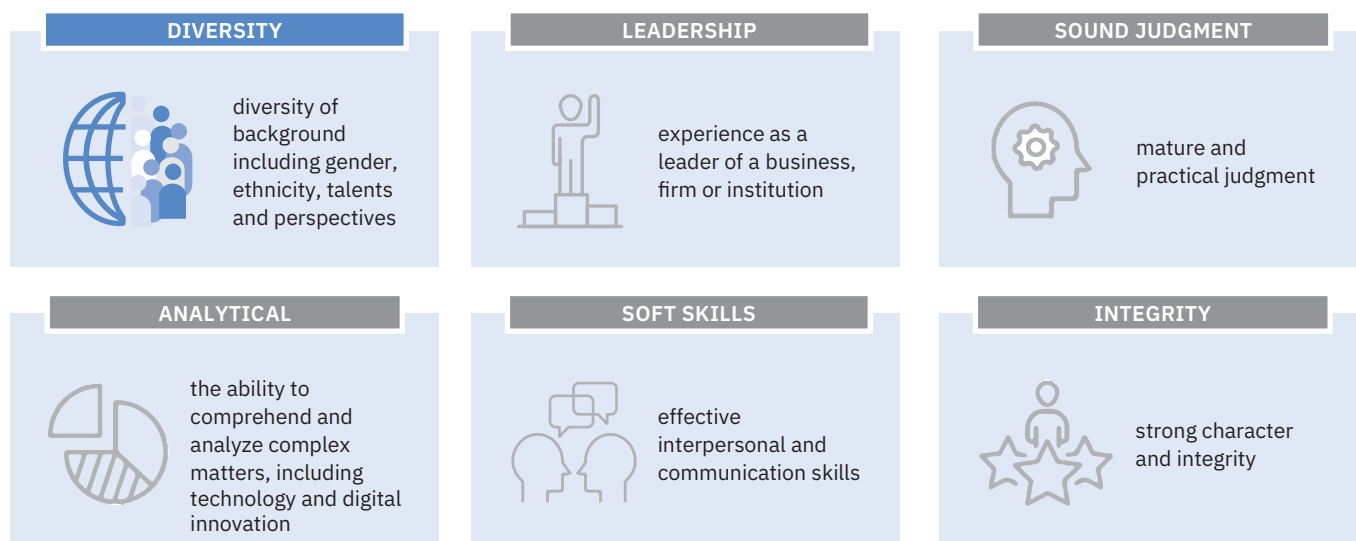 DIVERSITY
diversity of
background
including gender,
ethnicity, talents
and perspectives
LEADERSHIP
experience as a
leader of a business,
firm or institution
SOUND JUDGMENT
mature and
practical judgment
ANALYTICAL
the ability to
comprehend and
analyze complex
matters, including
technology and digital
innovation
SOFT SKILLS
effective
interpersonal and
communication skills
INTEGRITY
strong character
and integrity